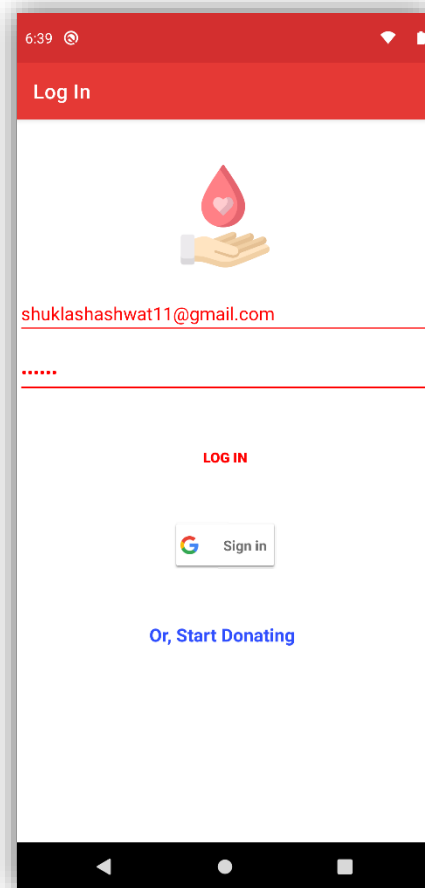 6:39
Log In
shuklashashwat11@gmail.com
••••••
LOG IN
G Sign in
Or, Start Donating